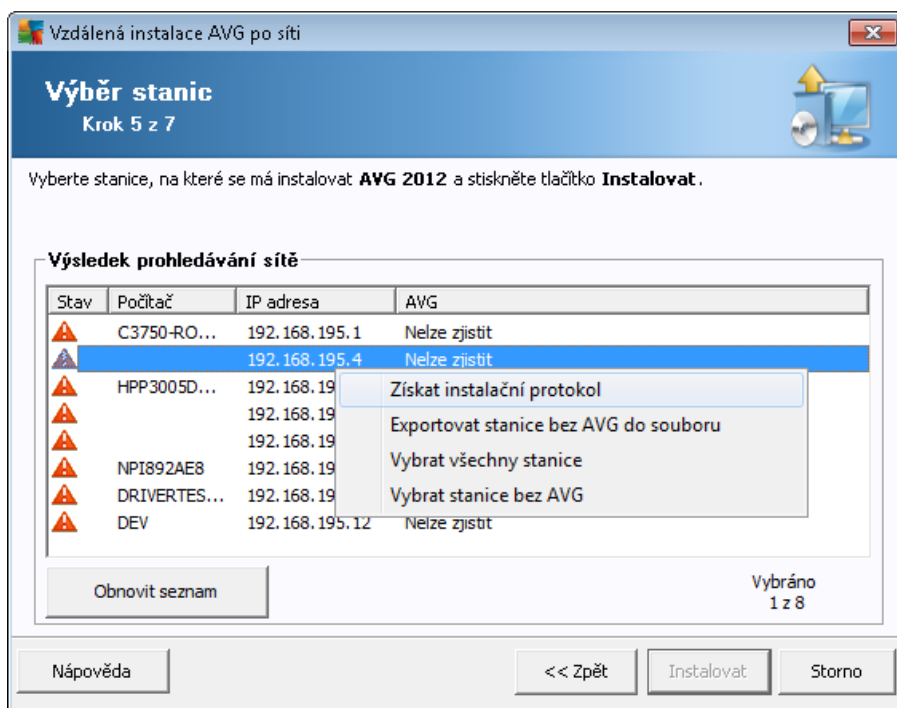 Vzdálená instalace AVG po síti
Výběr stanic
Krok 5 z 7
Vyberte stanice, na které se má instalovat AVG 2012 a stiskněte tlačítko Instalovat.
Výsledek prohledávání sítě
Stav Počítač IP adresa AVG
C3750-RO... 192.168.195.1 Nelze zjistit
192.168.195.4 Nelze zjistit
HPP3005D... 192.168.19
192.168.19
192.168.19
NPI892AE8 192.168.19
DRIVERTES... 192.168.19
DEV 192.168.195.12 Nelze zjistit
Získat instalační protokol
Exportovat stanice bez AVG do souboru
Vybrat všechny stanice
Vybrat stanice bez AVG
Obnovit seznam
Vybráno
1 z 8
Nápověda << Zpět Instalovat Storno